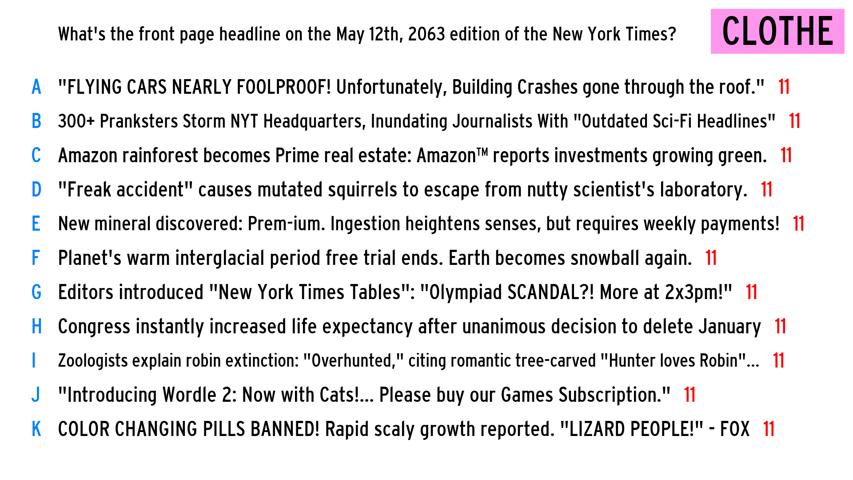 What's the front page headline on the May 12th, 2063 edition of the New York Times?
CLOTHE
A "FLYING CARS NEARLY FOOLPROOF! Unfortunately, Building Crashes gone through the roof." 11
B 300+ Pranksters Storm NYT Headquarters, Inundating Journalists With "Outdated Sci-Fi Headlines" 11
C Amazon rainforest becomes Prime real estate: Amazon™ reports investments growing green. 11
D "Freak accident" causes mutated squirrels to escape from nutty scientist's laboratory. 11
E New mineral discovered: Prem-ium. Ingestion heightens senses, but requires weekly payments! 11
F Planet's warm interglacial period free trial ends. Earth becomes snowball again. 11
G Editors introduced "New York Times Tables": "Olympiad SCANDAL?! More at 2x3pm!" 11
H Congress instantly increased life expectancy after unanimous decision to delete January 11
I Zoologists explain robin extinction: "Overhunted," citing romantic tree-carved "Hunter loves Robin"... 11
J "Introducing Wordle 2: Now with Cats!... Please buy our Games Subscription." 11
K COLOR CHANGING PILLS BANNED! Rapid scaly growth reported. "LIZARD PEOPLE!" - FOX 11